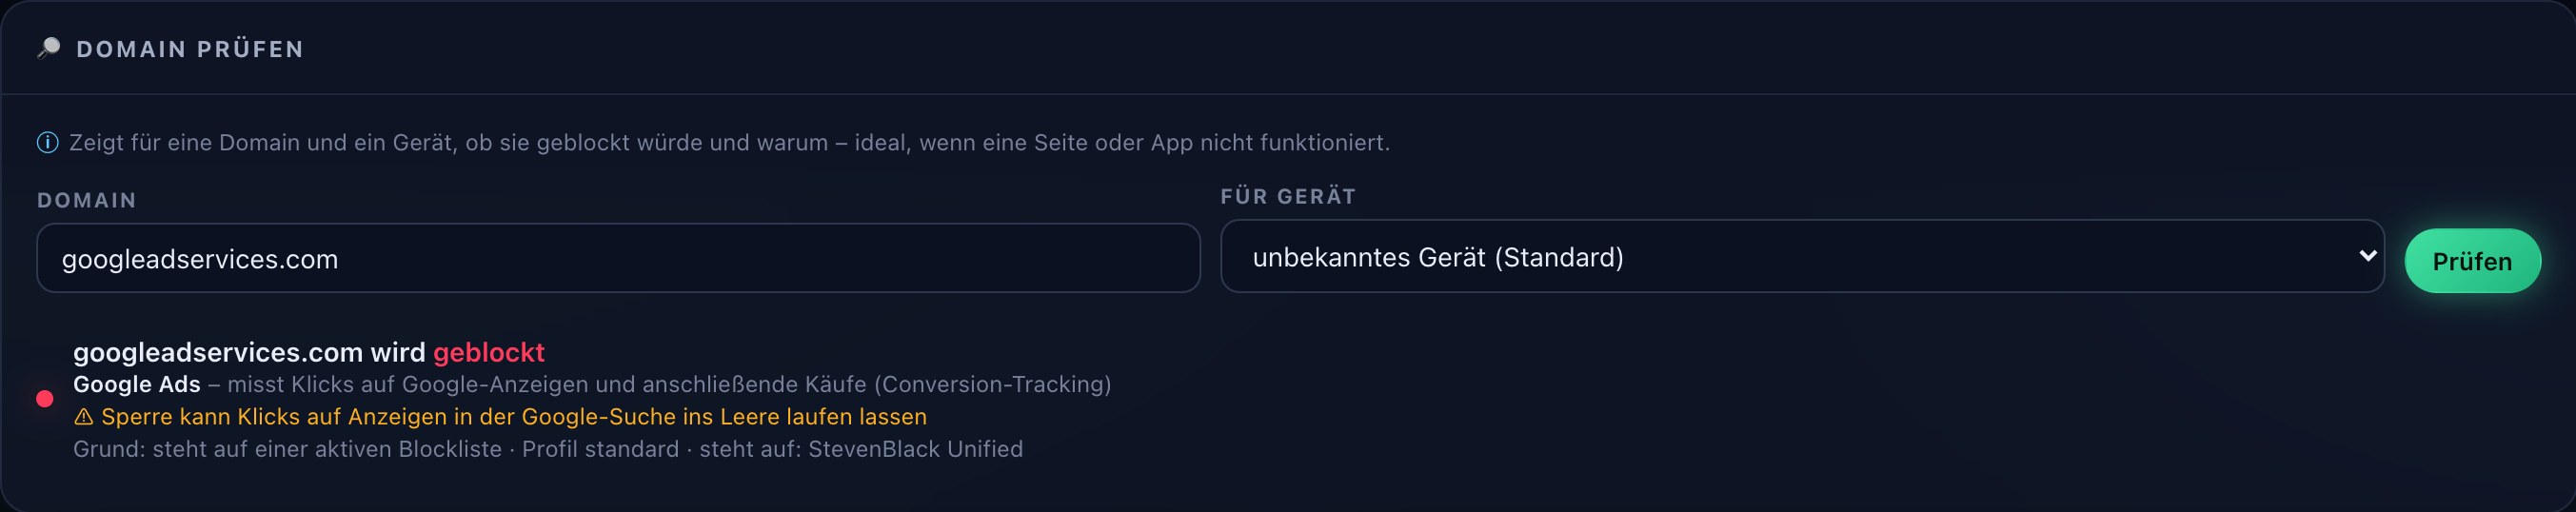 DOMAIN PRÜFEN
Zeigt für eine Domain und ein Gerät, ob sie geblockt würde und warum – ideal, wenn eine Seite oder App nicht funktioniert.
DOMAIN
FÜR GERÄT
googleadservices.com
unbekanntes Gerät (Standard)
Prüfen
googleadservices.com wird geblockt
Google Ads – misst Klicks auf Google-Anzeigen und anschließende Käufe (Conversion-Tracking)
⚠ Sperre kann Klicks auf Anzeigen in der Google-Suche ins Leere laufen lassen
Grund: steht auf einer aktiven Blockliste · Profil standard · steht auf: StevenBlack Unified